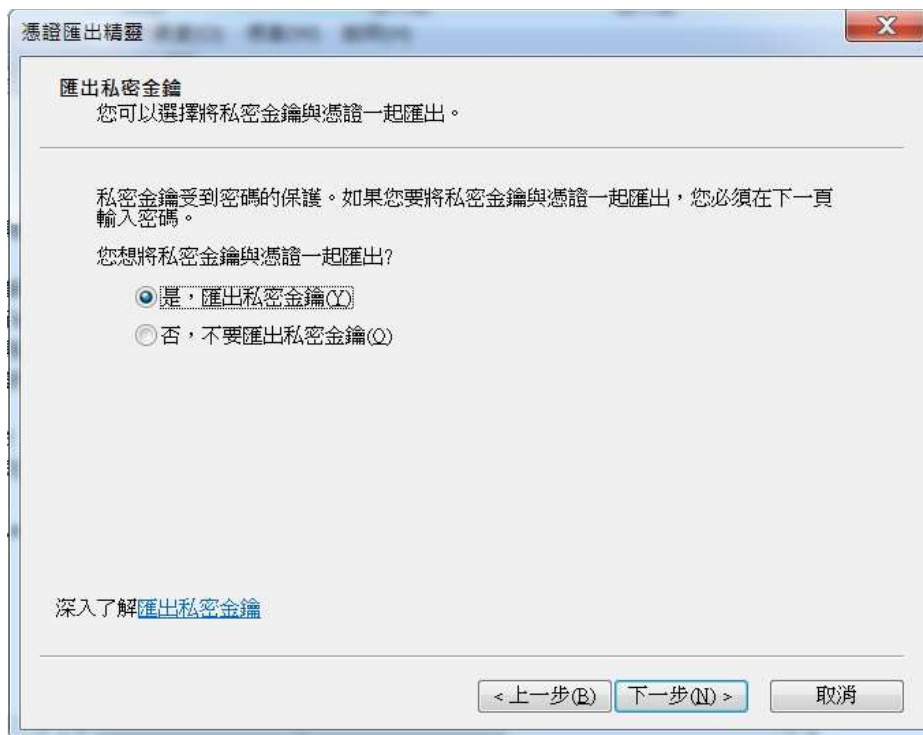 憑證匯出精靈
匯出私密金鑰
您可以選擇將私密金鑰與憑證一起匯出。
私密金鑰受到密碼的保護。如果您要將私密金鑰與憑證一起匯出，您必須在下一頁
輸入密碼。
您想將私密金鑰與憑證一起匯出?
是，匯出私密金鑰(Y)
否，不要匯出私密金鑰(O)
深入了解匯出私密金鑰
<上一步(B) 下一步(N)> 取消